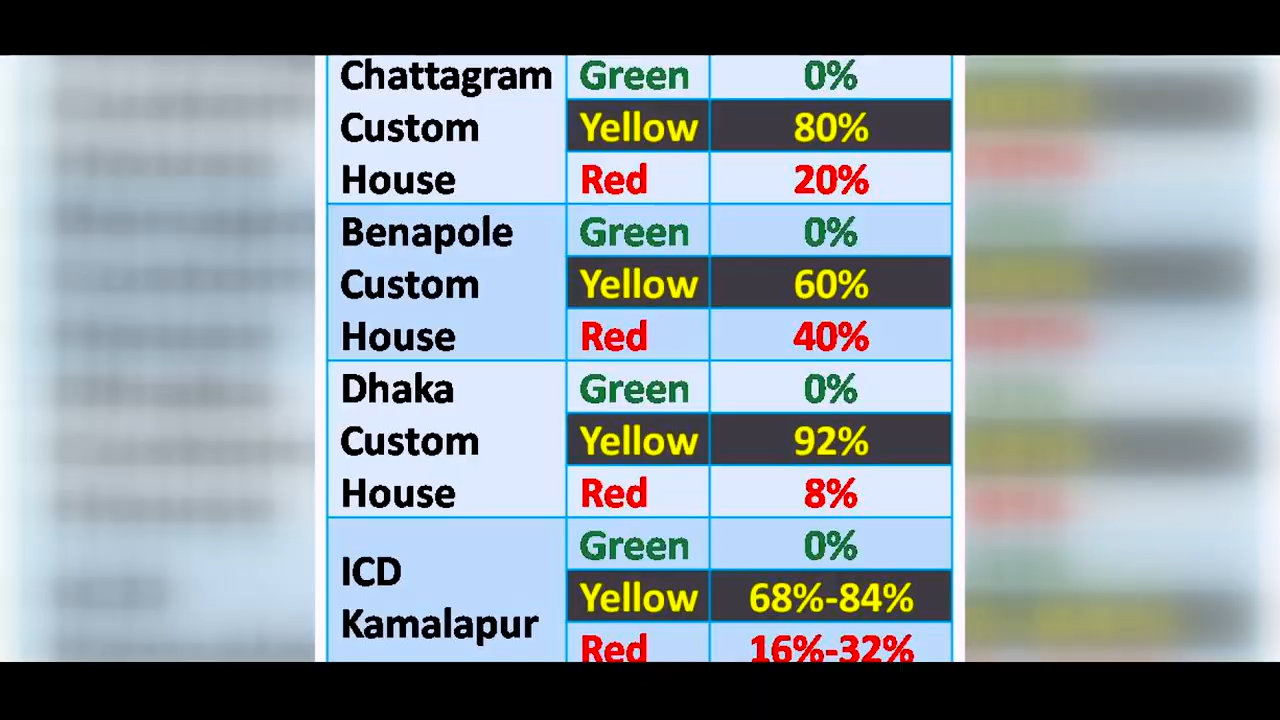 Chattagram Green 0%
Custom Yellow 80%
House Red 20%
Benapole Green 0%
Custom Yellow 60%
House Red 40%
Dhaka Green 0%
Custom Yellow 92%
House Red 8%
ICD Green 0%
Kamalapur Yellow 68%-84%
Red 16%-32%